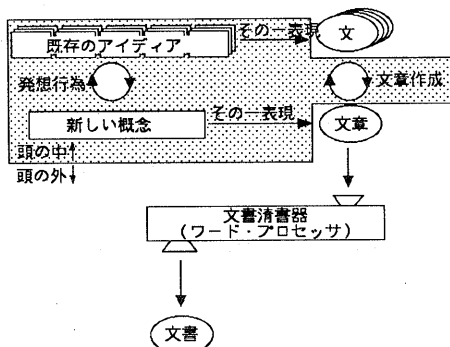 その一表現
既存のアイディア
文
発想行為
文章作成
その一表現
新しい概念
文章
頭の中
頭の外
文書清書器
(ワード・プロセッサ)
文書